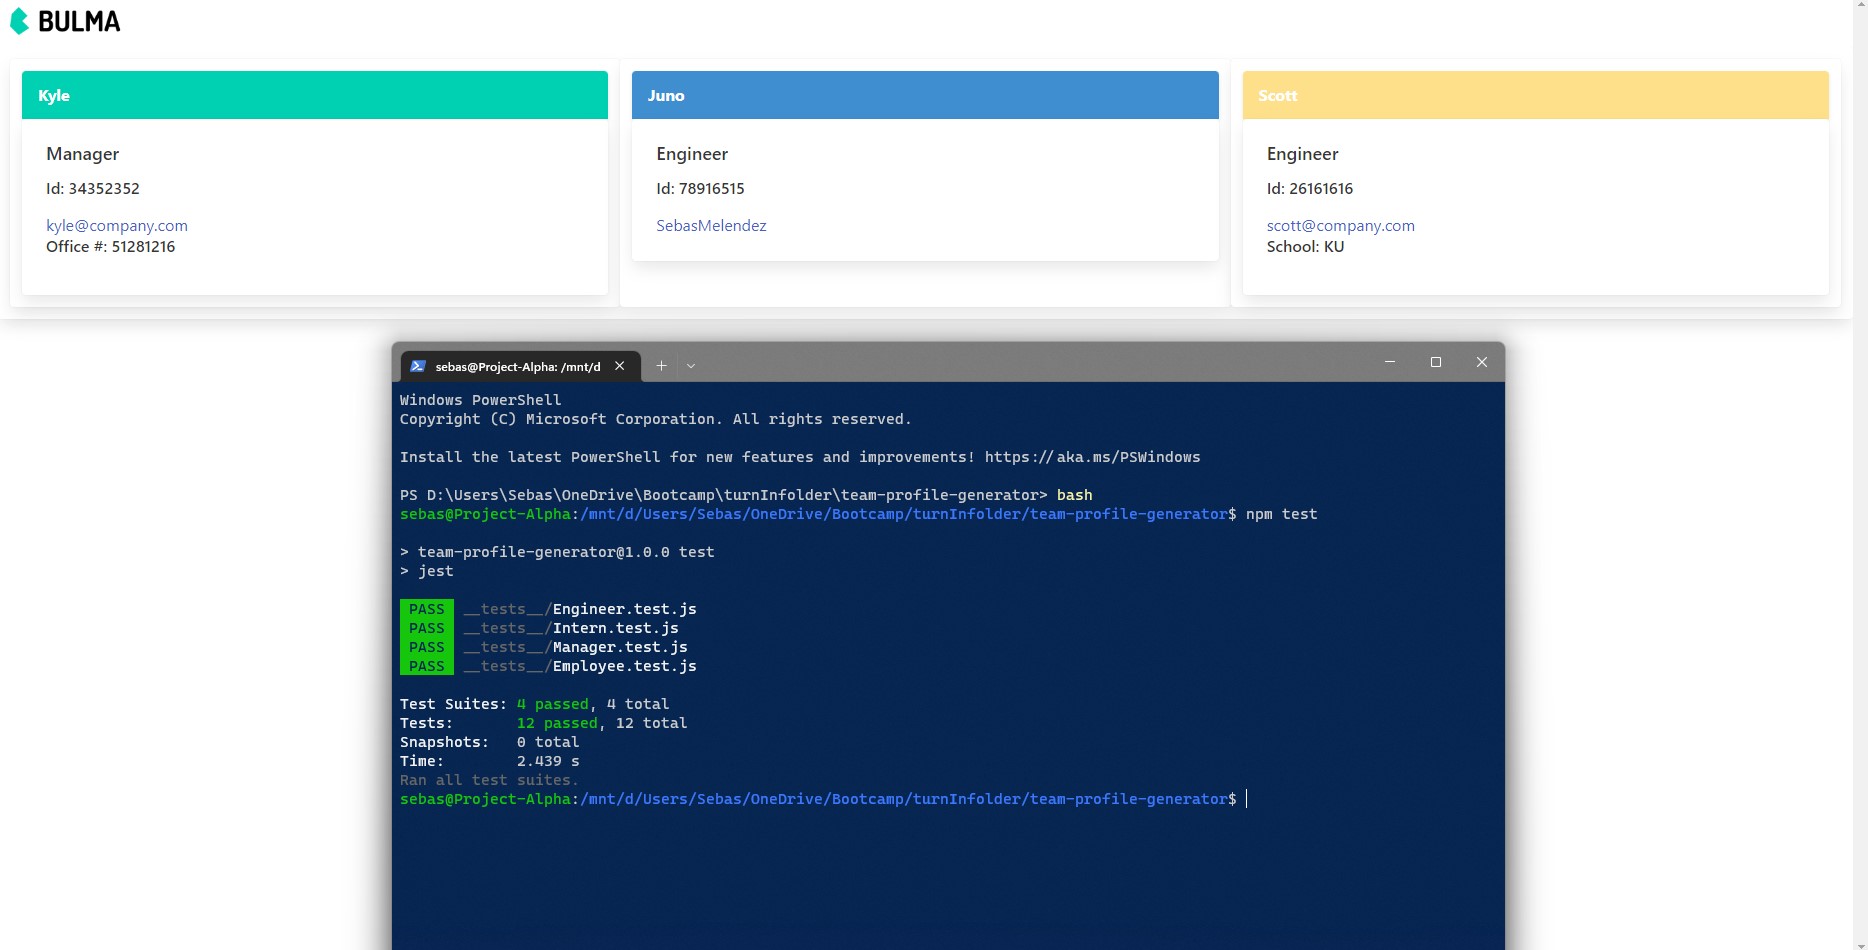 BULMA
Kyle
Manager
Id: 34352352
kyle@company.com
Office #: 51281216
Juno
Engineer
Id: 78916515
SebasMelendez
Scott
Engineer
Id: 26161616
scott@company.com
School: KU
sebas@Project-Alpha: /mnt/d
Windows PowerShell
Copyright (C) Microsoft Corporation. All rights reserved.
Install the latest PowerShell for new features and improvements! https://aka.ms/PSWindows
PS D:\Users\Sebas\OneDrive\Bootcamp\turnInfolder\team-profile-generator> bash
sebas@Project-Alpha:/mnt/d/Users/Sebas/OneDrive/Bootcamp/turnInfolder/team-profile-generator$ npm test
> team-profile-generator@1.0.0 test
> jest
PASS __tests__/Engineer.test.js
PASS __tests__/Intern.test.js
PASS __tests__/Manager.test.js
PASS __tests__/Employee.test.js
Test Suites: 4 passed, 4 total
Tests: 12 passed, 12 total
Snapshots: 0 total
Time: 2.439 s
Ran all test suites.
sebas@Project-Alpha:/mnt/d/Users/Sebas/OneDrive/Bootcamp/turnInfolder/team-profile-generator$